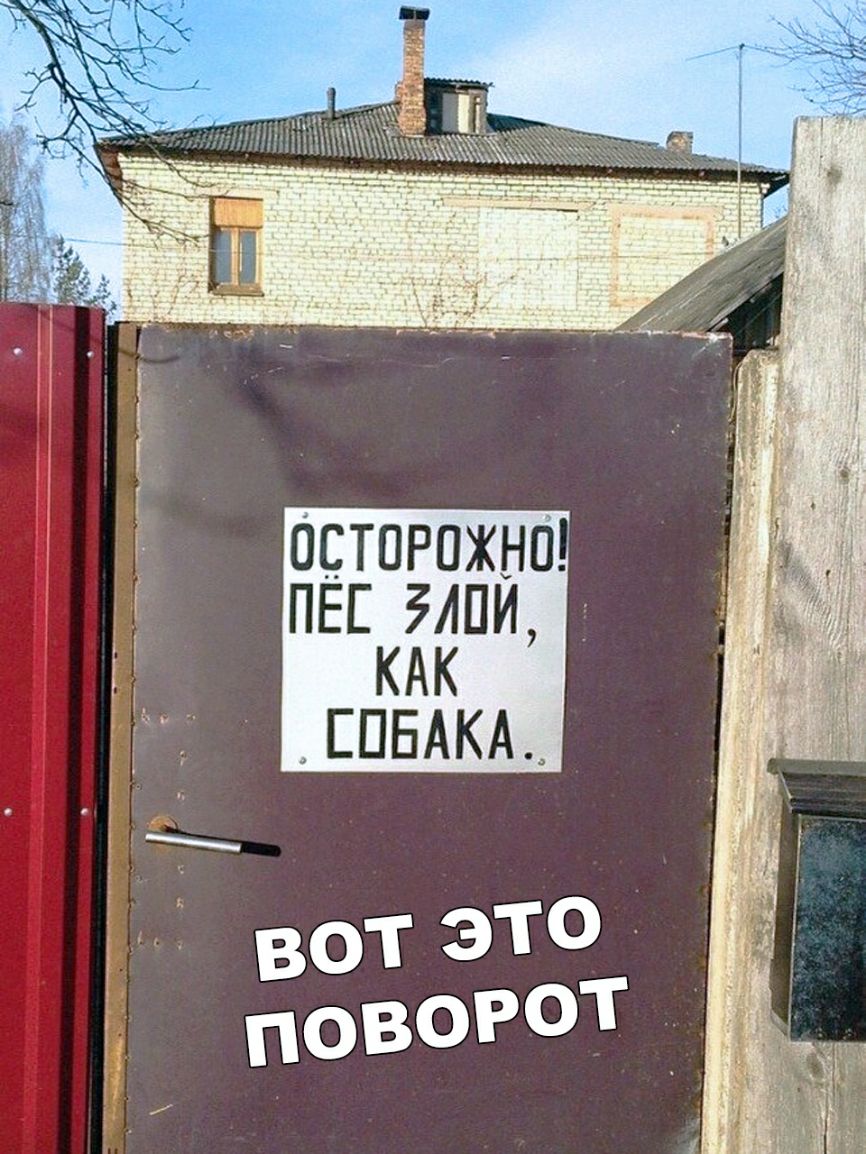 ОСТОРОЖНО!
ПЁС ЗЛОЙ,
КАК
СОБАКА.
ВОТ ЭТО
ПОВОРОТ